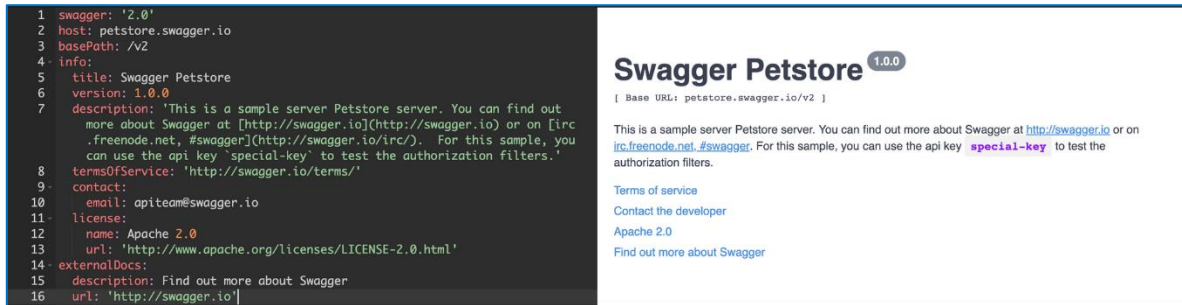 1 swagger: '2.0'
2 host: petstore.swagger.io
3 basePath: /v2
4 info:
5 title: Swagger Petstore
6 version: 1.0.0
7 description: 'This is a sample server Petstore server. You can find out
more about Swagger at [http://swagger.io](http://swagger.io) or on [irc
.freenode.net, #swagger](http://swagger.io/irc/).  For this sample, you
can use the api key `special-key` to test the authorization filters.'
8 termsOfService: 'http://swagger.io/terms/'
9 contact:
10 email: apiteam@swagger.io
11 license:
12 name: Apache 2.0
13 url: 'http://www.apache.org/licenses/LICENSE-2.0.html'
14 externalDocs:
15 description: Find out more about Swagger
16 url: 'http://swagger.io'
Swagger Petstore 1.0.0
[ Base URL: petstore.swagger.io/v2 ]
This is a sample server Petstore server. You can find out more about Swagger at http://swagger.io or on
irc.freenode.net, #swagger. For this sample, you can use the api key special-key to test the
authorization filters.
Terms of service
Contact the developer
Apache 2.0
Find out more about Swagger